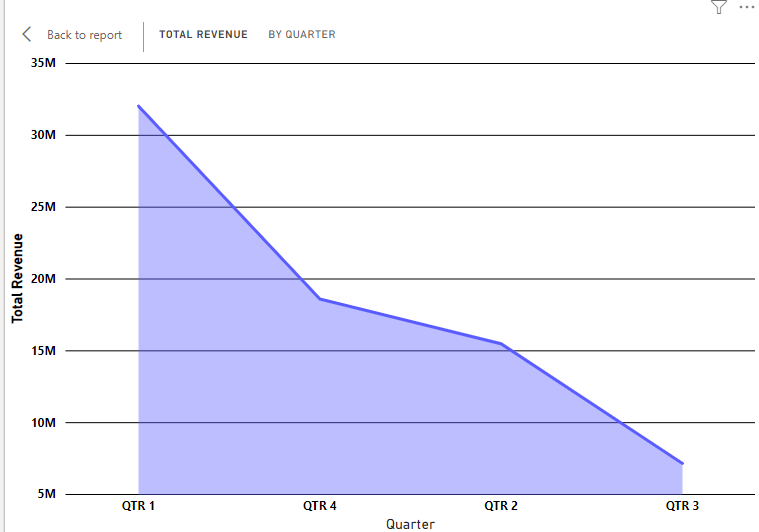 Back to report
TOTAL REVENUE
BY QUARTER
35M
30M
25M
20M
15M
10M
5M
Total Revenue
QTR 1
QTR 4
QTR 2
QTR 3
Quarter